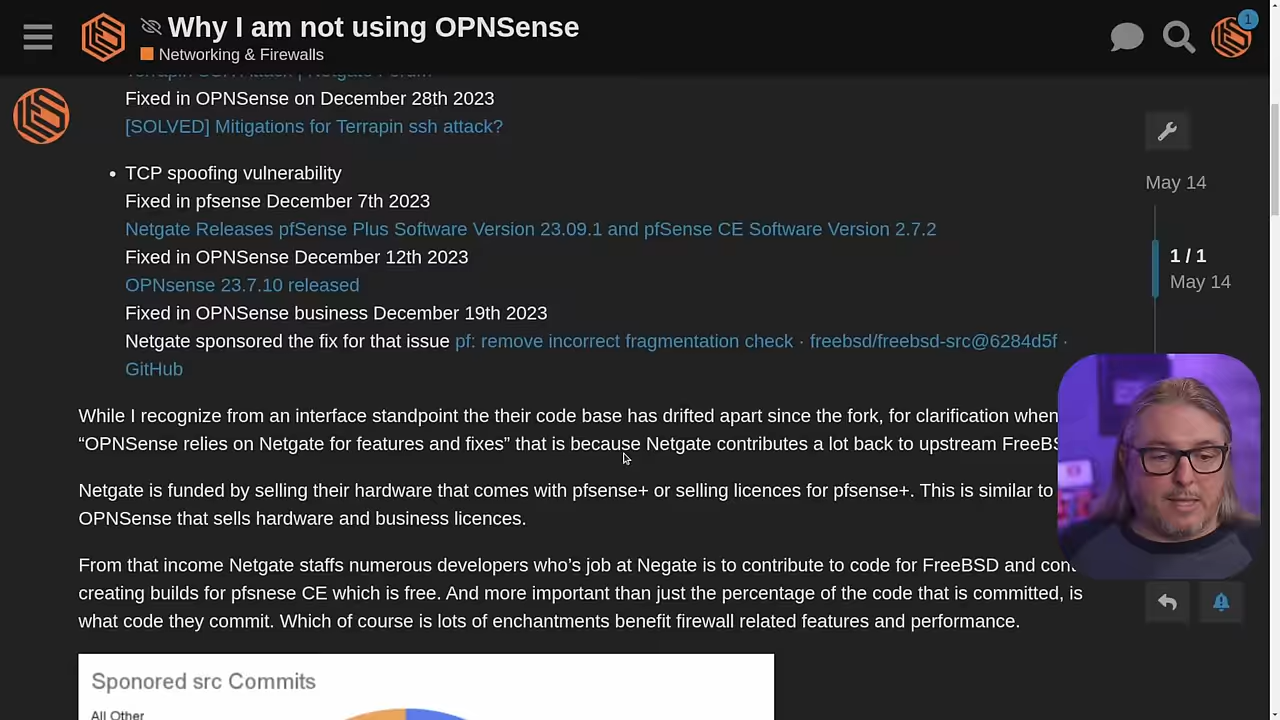 Why I am not using OPNSense
1
Networking & Firewalls
Fixed in OPNSense on December 28th 2023
[SOLVED] Mitigations for Terrapin ssh attack?
• TCP spoofing vulnerability
Fixed in pfsense December 7th 2023
Netgate Releases pfSense Plus Software Version 23.09.1 and pfSense CE Software Version 2.7.2
Fixed in OPNSense December 12th 2023
OPNsense 23.7.10 released
Fixed in OPNSense business December 19th 2023
Netgate sponsored the fix for that issue pf: remove incorrect fragmentation check · freebsd/freebsd-src@6284d5f ·
GitHub
While I recognize from an interface standpoint the their code base has drifted apart since the fork, for clarification when
“OPNSense relies on Netgate for features and fixes” that is because Netgate contributes a lot back to upstream
Netgate is funded by selling their hardware that comes with pfsense+ or selling licences for pfsense+. This is similar to
OPNSense that sells hardware and business licences.
From that income Netgate staffs numerous developers who’s job at Negate is to contribute to code for FreeBSD and
creating builds for pfsnese CE which is free. And more important than just the percentage of the code that is committed, is
what code they commit. Which of course is lots of enchantments benefit firewall related features and performance.
Sponored src Commits
All Other
May 14
1 / 1
May 14